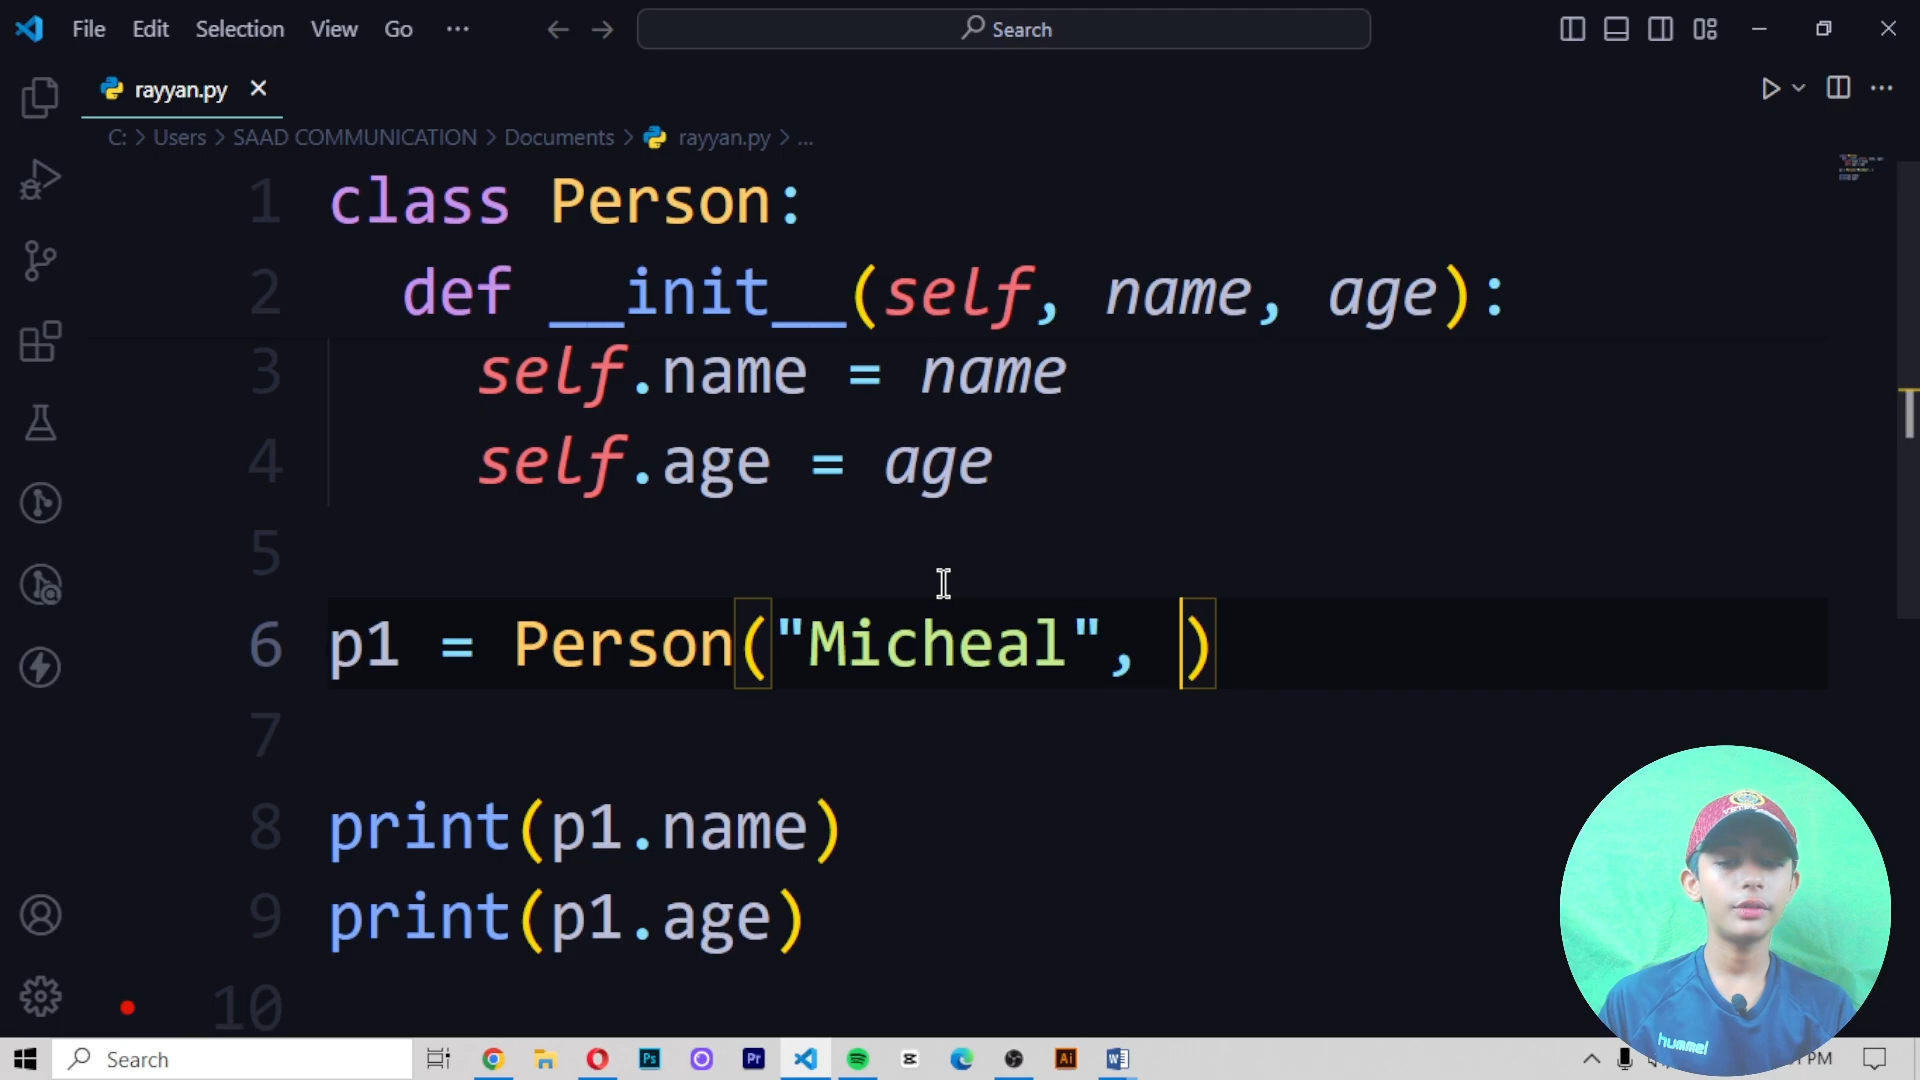 File Edit Selection View Go ··· Search
rayyan.py
C: > Users > SAAD COMMUNICATION > Documents > rayyan.py > ...
1 class Person:
2 def __init__(self, name, age):
3 self.name = name
4 self.age = age
5
6 p1 = Person("Micheal", )
7
8 print(p1.name)
9 print(p1.age)
10
hummel
Search
PM